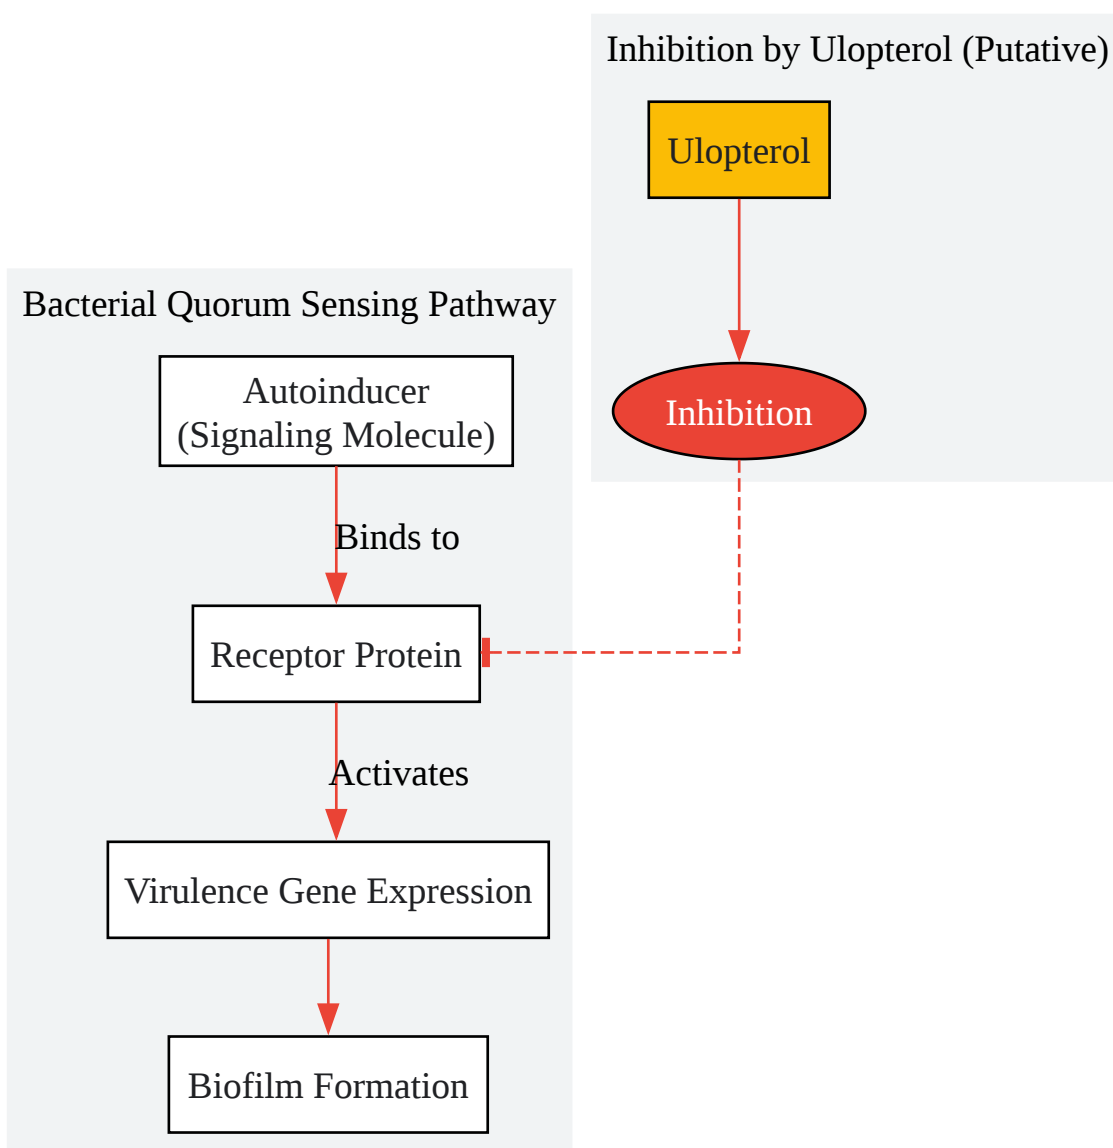 Inhibition by Ulopterol (Putative)
Ulopterol
Inhibition
Bacterial Quorum Sensing Pathway
Autoinducer
(Signaling Molecule)
Binds to
Receptor Protein
Activates
Virulence Gene Expression
Biofilm Formation